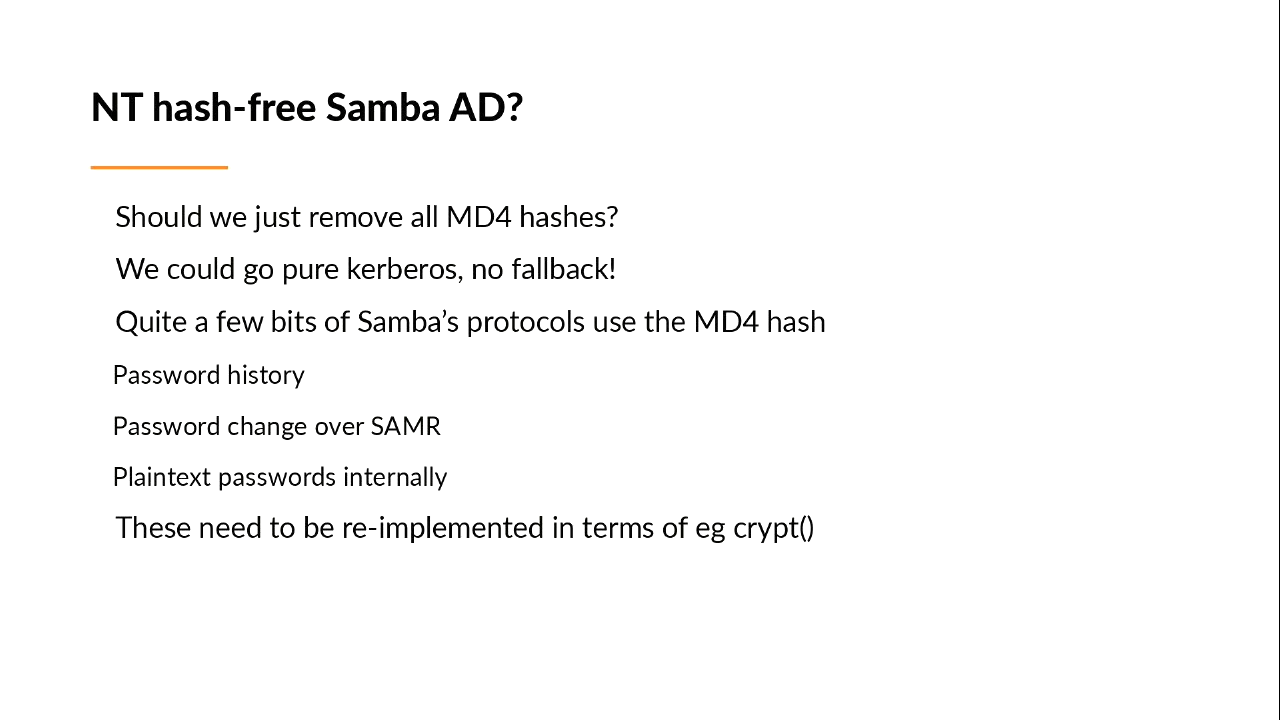 NT hash-free Samba AD?
Should we just remove all MD4 hashes?
We could go pure kerberos, no fallback!
Quite a few bits of Samba’s protocols use the MD4 hash
Password history
Password change over SAMR
Plaintext passwords internally
These need to be re-implemented in terms of eg crypt()